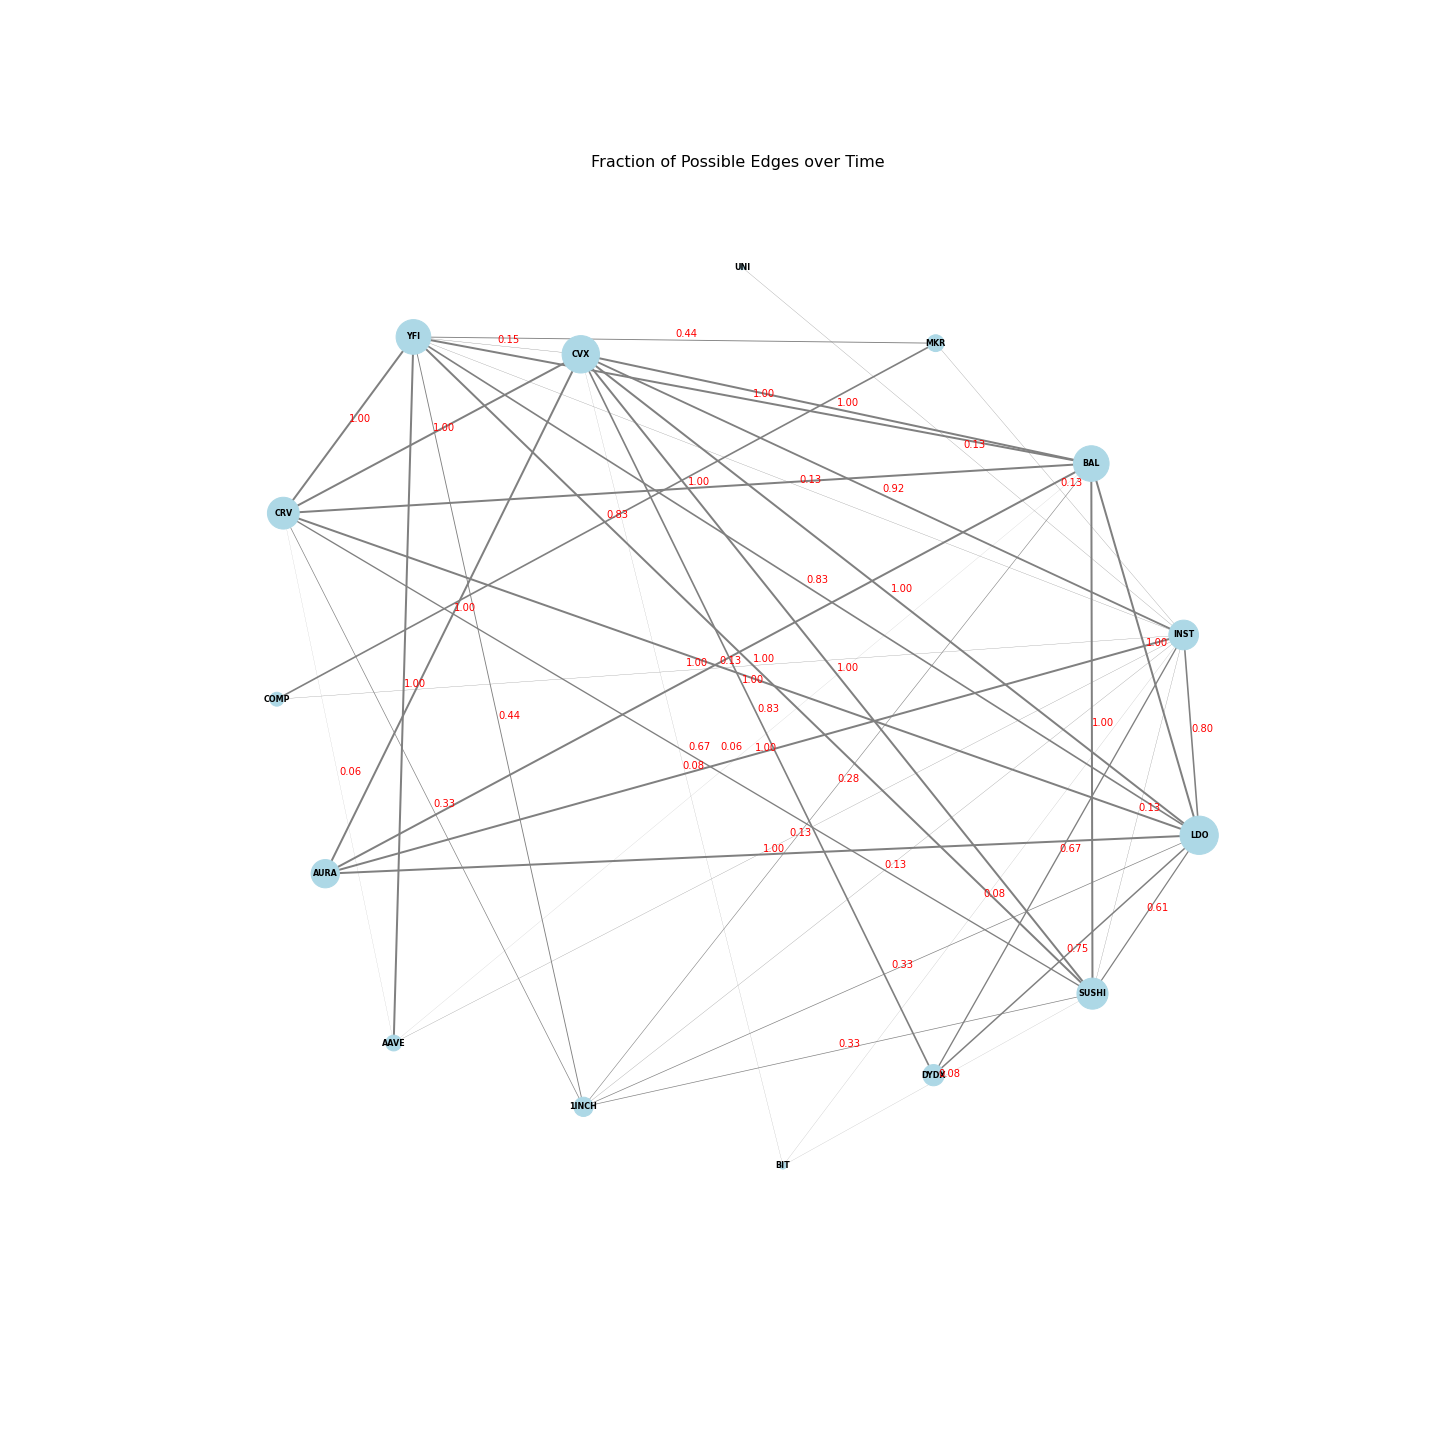 Fraction of Possible Edges over Time
UNI
YFI
0.15
0.44
MKR
CVX
1.00
1.00
1.00
1.00
0.13
BAL
1.00
0.13
0.13
0.92
CRV
0.83
0.83
1.00
1.00
INST
1.00
1.00
0.13
1.00
1.00
COMP
1.00
1.00
0.83
0.44
1.00
0.80
0.67
0.06
1.00
0.08
0.06
0.28
0.33
0.13
0.13
LDO
1.00
0.67
AURA
0.13
0.08
0.61
0.75
0.33
SUSHI
AAVE
0.33
DYDX
0.08
1INCH
BIT